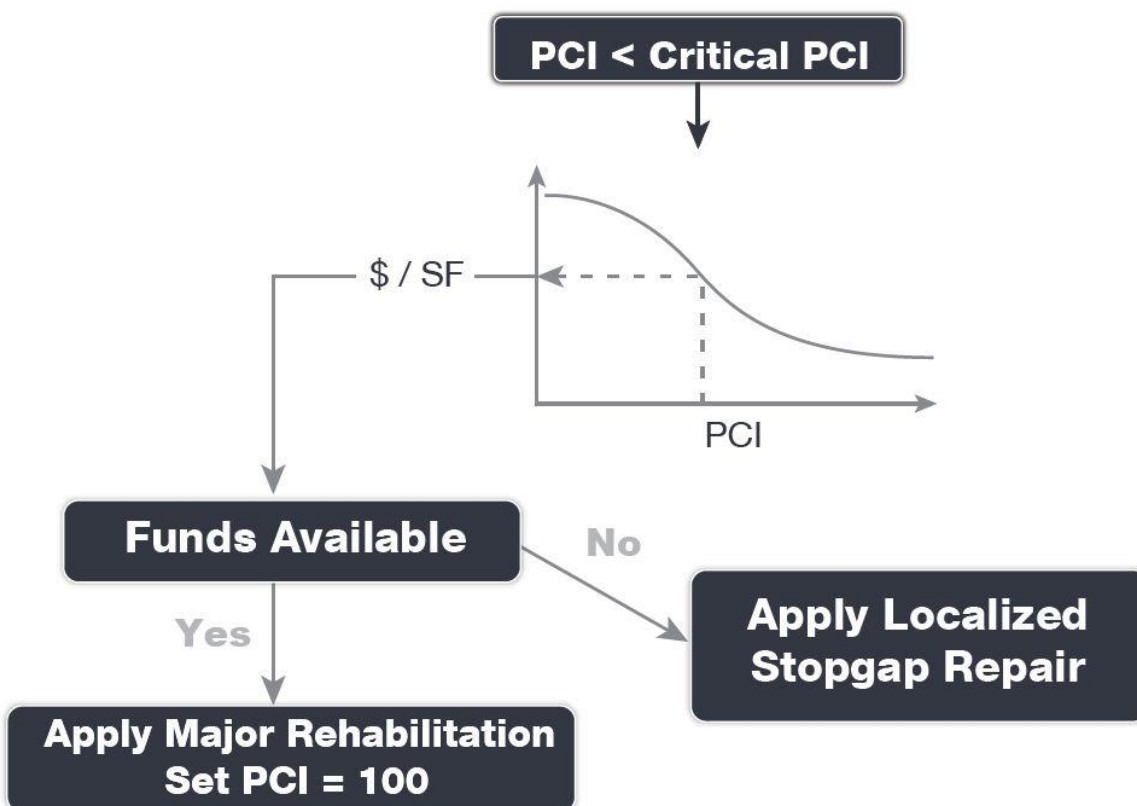 PCI < Critical PCI
$ / SF
PCI
Funds Available
No
Yes
Apply Localized
Stopgap Repair
Apply Major Rehabilitation
Set PCI = 100